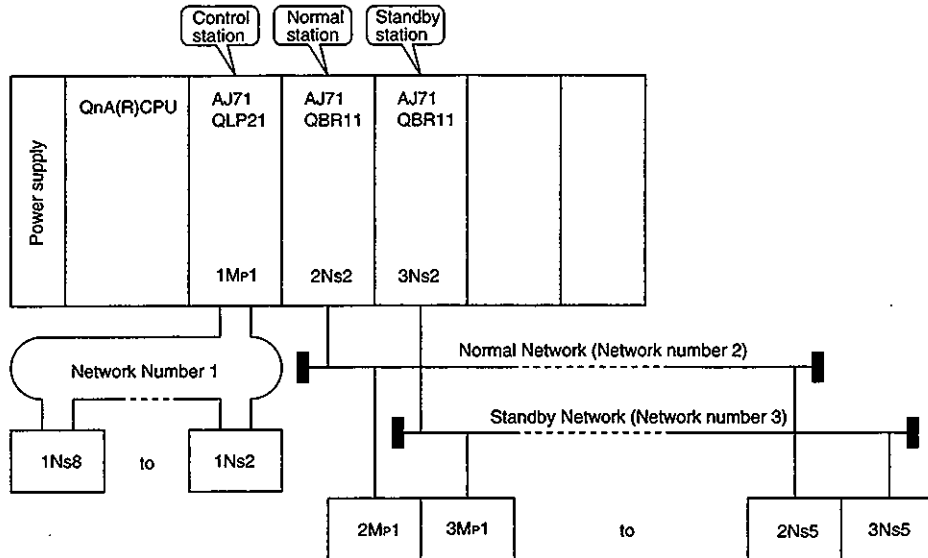 Control
station
Normal
station
Standby
station
Power supply
QnA(R)CPU
AJ71
QLP21
AJ71
QBR11
AJ71
QBR11
1MP1
2NS2
3NS2
Network Number 1
Normal Network (Network number 2)
Standby Network (Network number 3)
1NS8
to
1NS2
2MP1
3MP1
to
2NS5
3NS5